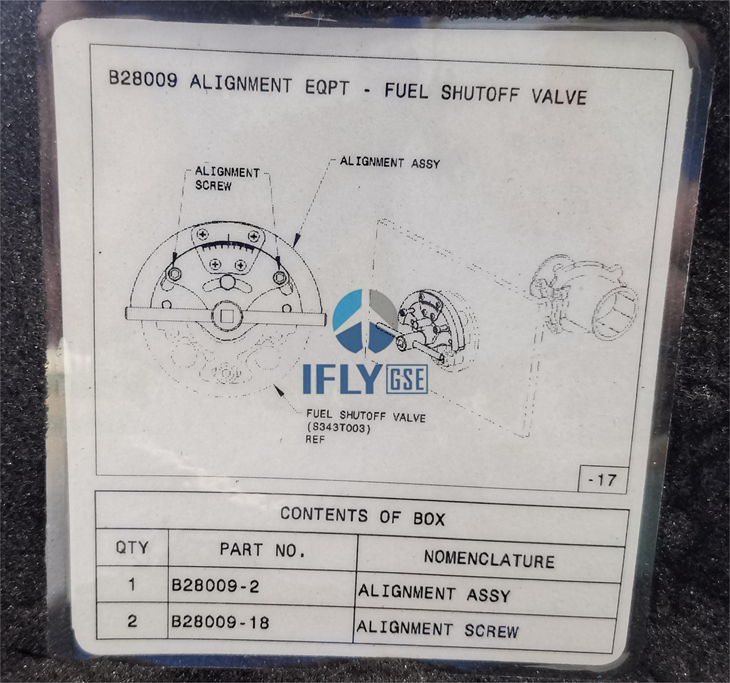 B28009 ALIGNMENT EQPT - FUEL SHUTOFF VALVE
ALIGNMENT
SCREW
ALIGNMENT ASSY
IFLY GSE
FUEL SHUTOFF VALVE
(S343T003)
REF
-17
CONTENTS OF BOX
QTY PART NO. NOMENCLATURE
1 B28009-2 ALIGNMENT ASSY
2 B28009-18 ALIGNMENT SCREW